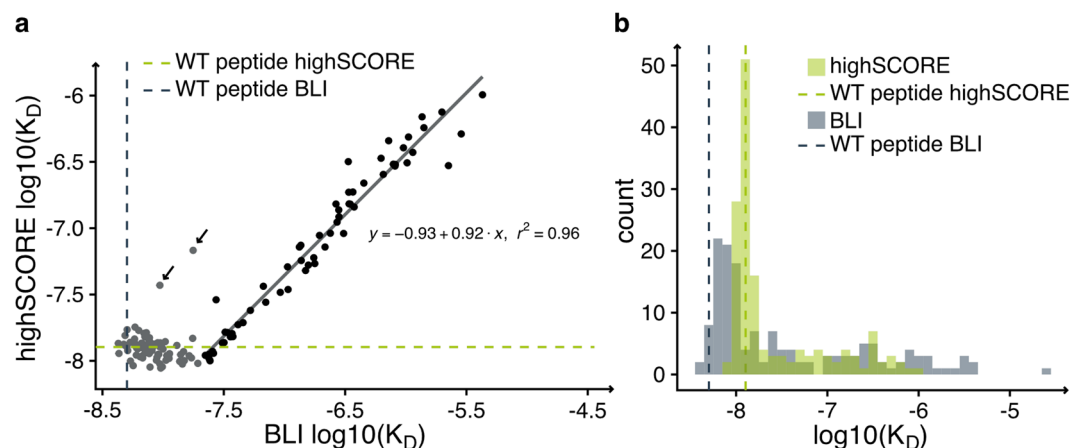 a
WT peptide highSCORE
WT peptide BLI
highSCORE log10(K_D)
-6
-6.5
-7.0
-7.5
-8
y = −0.93 + 0.92 · x, r² = 0.96
-8.5
-7.5
-6.5
-5.5
-4.5
BLI log10(K_D)
b
highSCORE
WT peptide highSCORE
BLI
WT peptide BLI
count
50
40
30
20
10
0
-8
-7
-6
-5
log10(K_D)